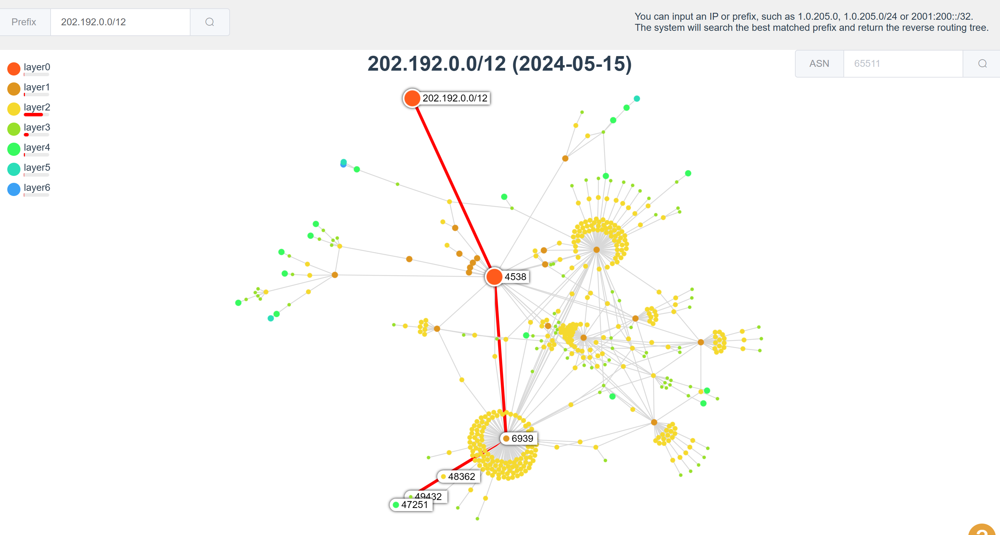 Prefix
202.192.0.0/12
You can input an IP or prefix, such as 1.0.205.0, 1.0.205.0/24 or 2001:200::/32.
The system will search the best matched prefix and return the reverse routing tree.
202.192.0.0/12 (2024-05-15)
ASN
65511
layer0
layer1
layer2
layer3
layer4
layer5
layer6
202.192.0.0/12
4538
6939
48362
49432
47251